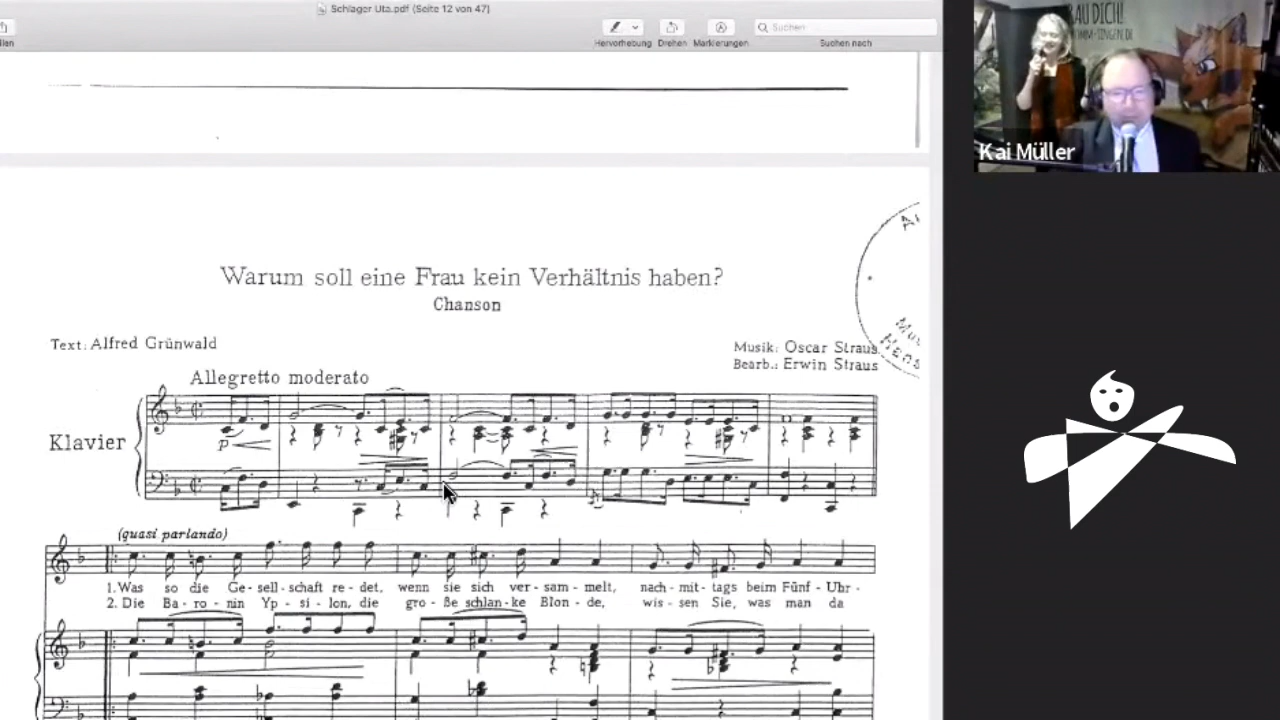 Schlager Uta.pdf (Seite 12 von 47)
Suchen
Hervorhebung Drehen Markierungen Suchen nach
RAU DICH!
Kai Müller
Warum soll eine Frau kein Verhältnis haben?
Chanson
Text: Alfred Grünwald
Musik: Oscar Straus
Bearb.: Erwin Straus
Allegretto moderato
Klavier
p
(quasi parlando)
1. Was so die Ge-sell-schaft re-det, wenn sie sich ver-sam-melt, nach-mit-tags beim Fünf-Uhr-
2. Die Ba-ro-nin Yp-si-lon, die gro-ße schlan-ke Blon-de, wis-sen Sie, was man da